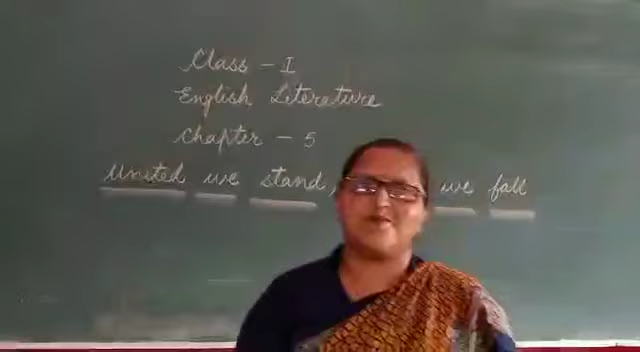 Class - I
English Literature
Chapter - 5
United we stand, we fall